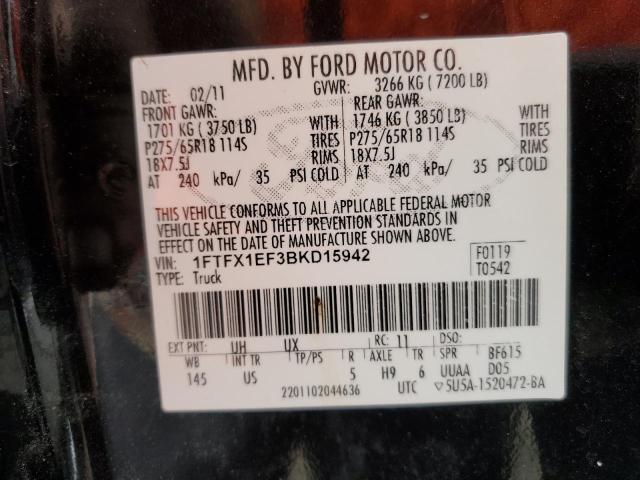 MFD. BY FORD MOTOR CO.
DATE: 02/11 GVWR: 3266 KG ( 7200 LB)
FRONT GAWR: REAR GAWR:
1701 KG ( 3750 LB) WITH 1746 KG ( 3850 LB) WITH
P275/65R18 114S TIRES P275/65R18 114S TIRES
18X7.5J RIMS 18X7.5J RIMS
AT 240 kPa/ 35 PSI COLD AT 240 kPa/ 35 PSI COLD
THIS VEHICLE CONFORMS TO ALL APPLICABLE FEDERAL MOTOR
VEHICLE SAFETY AND THEFT PREVENTION STANDARDS IN
EFFECT ON THE DATE OF MANUFACTURE SHOWN ABOVE.
VIN: 1FTFX1EF3BKD15942 F0119
TYPE: Truck T0542
EXT PNT: UH UX RC: 11 DSO:
WB INT TR TP/PS R AXLE TR SPR BF615
145 US 5 H9 6 UUAA D05
2201102044636 UTC ▽5U5A-1520472-BA